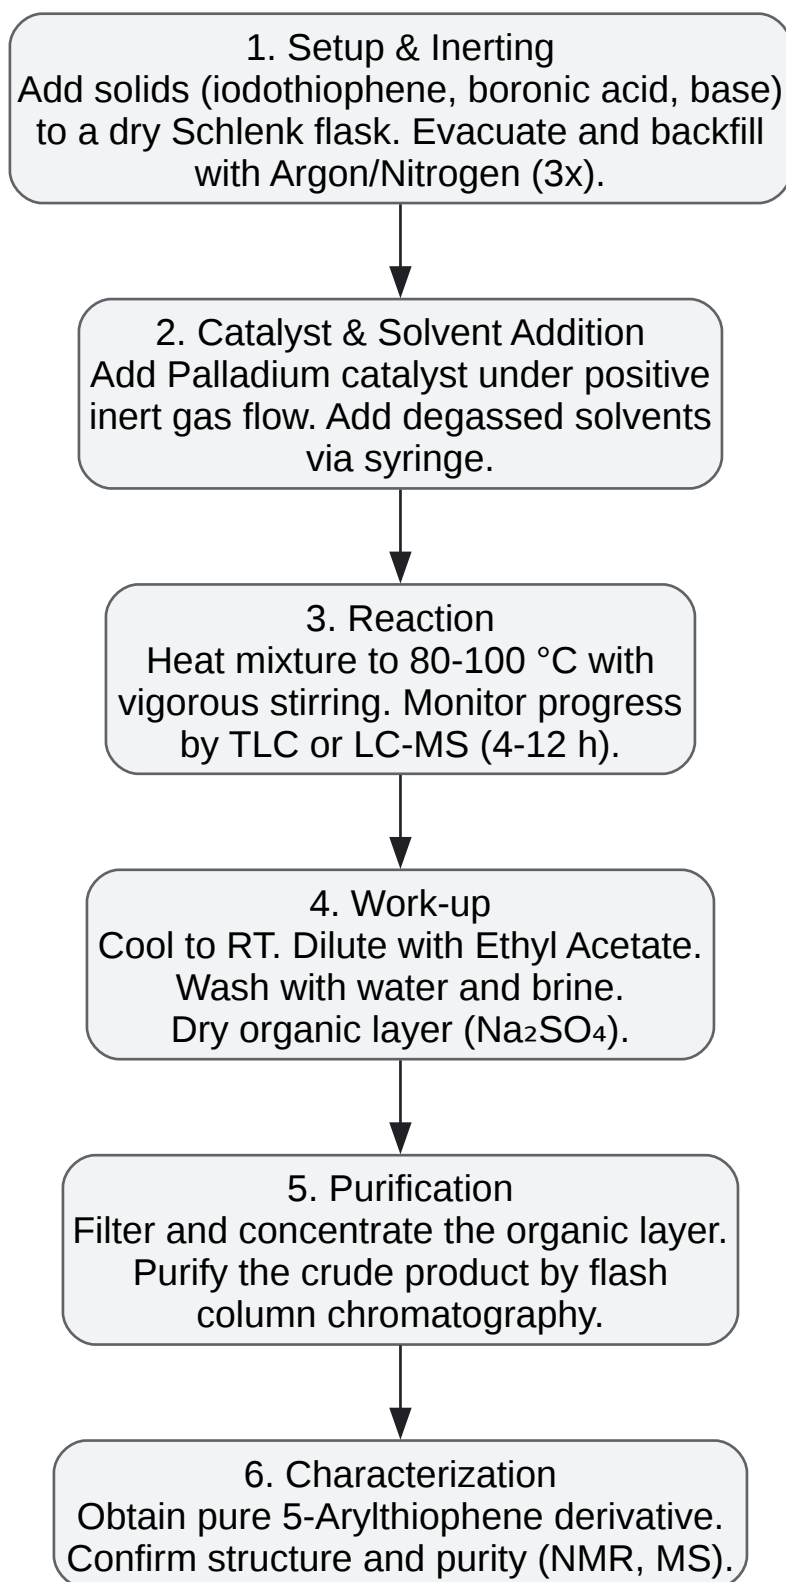 1. Setup & Inerting
Add solids (iodothiophene, boronic acid, base)
to a dry Schlenk flask. Evacuate and backfill
with Argon/Nitrogen (3x).
2. Catalyst & Solvent Addition
Add Palladium catalyst under positive
inert gas flow. Add degassed solvents
via syringe.
3. Reaction
Heat mixture to 80-100 °C with
vigorous stirring. Monitor progress
by TLC or LC-MS (4-12 h).
4. Work-up
Cool to RT. Dilute with Ethyl Acetate.
Wash with water and brine.
Dry organic layer (Na₂SO₄).
5. Purification
Filter and concentrate the organic layer.
Purify the crude product by flash
column chromatography.
6. Characterization
Obtain pure 5-Arylthiophene derivative.
Confirm structure and purity (NMR, MS).